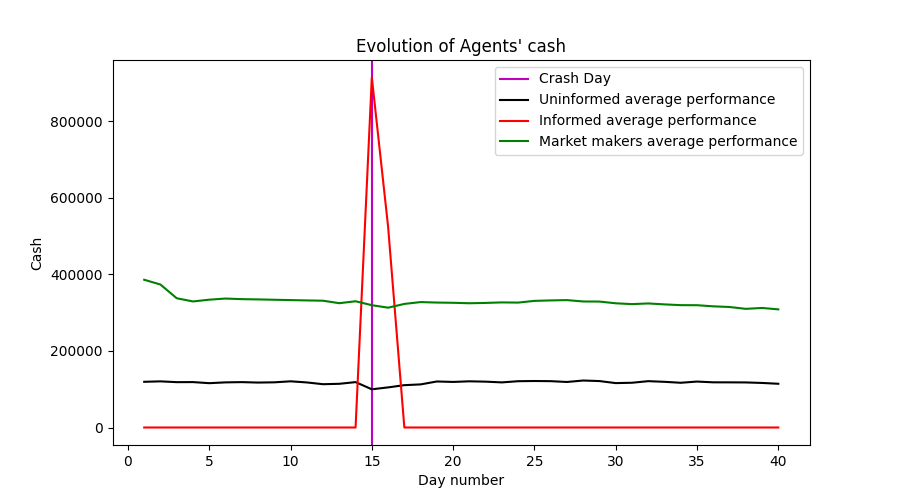 Evolution of Agents' cash
Crash Day
Uninformed average performance
Informed average performance
Market makers average performance
Cash
800000
600000
400000
200000
0
0 5 10 15 20 25 30 35 40
Day number